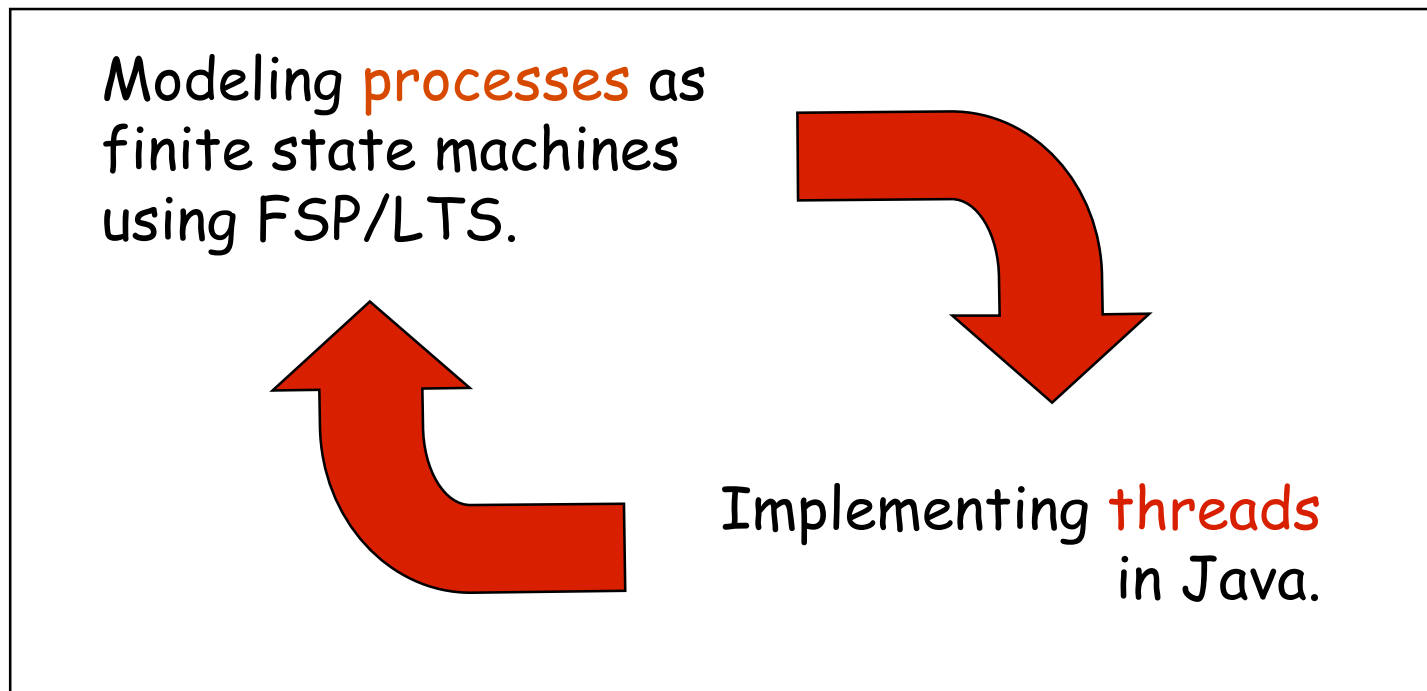 Modeling processes as
finite state machines
using FSP/LTS.
Implementing threads
in Java.